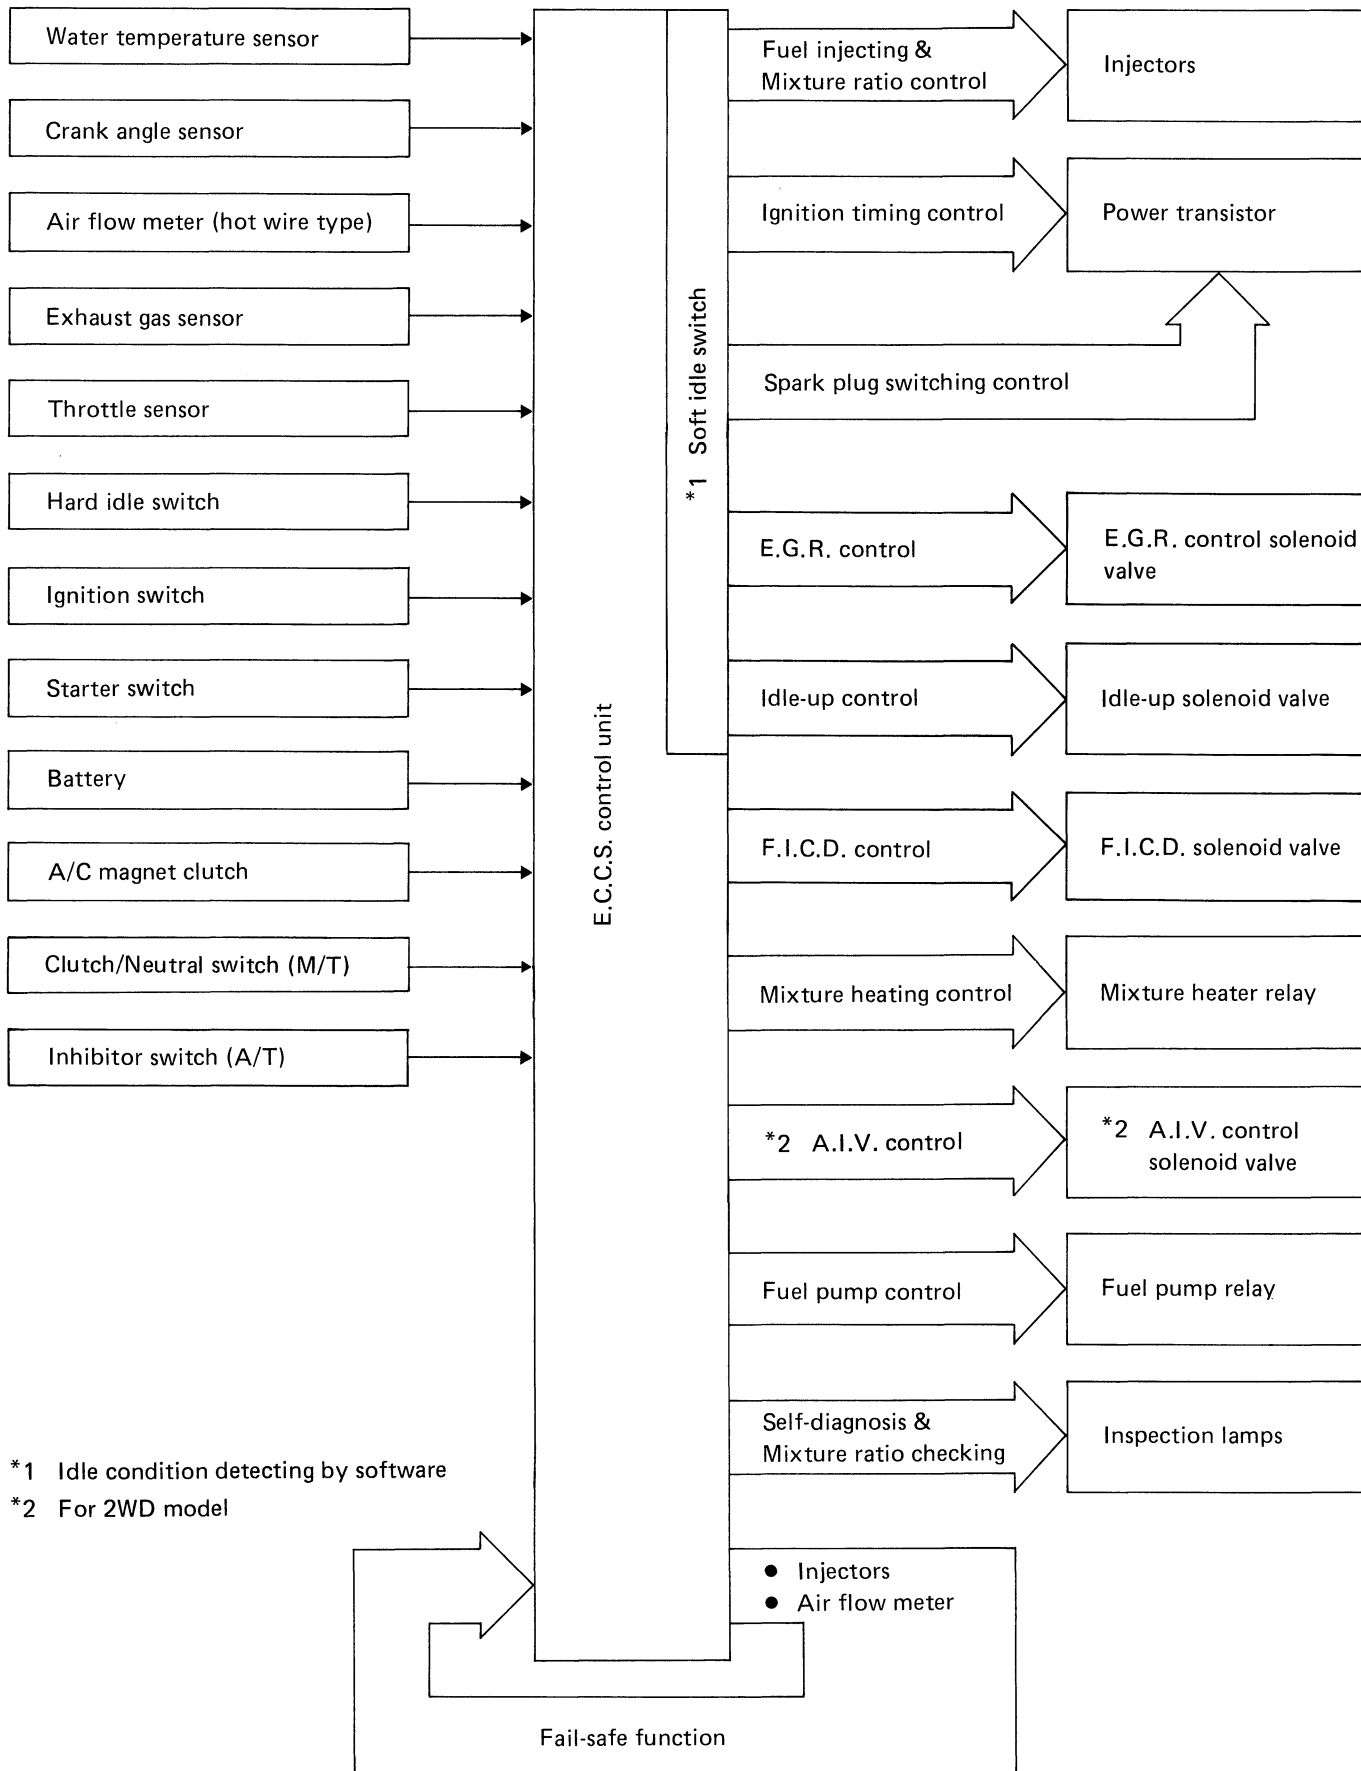 Water temperature sensor
Crank angle sensor
Air flow meter (hot wire type)
Exhaust gas sensor
Throttle sensor
Hard idle switch
Ignition switch
Starter switch
Battery
A/C magnet clutch
Clutch/Neutral switch (M/T)
Inhibitor switch (A/T)
E.C.C.S. control unit
*1 Soft idle switch
Fuel injecting &
Mixture ratio control
Injectors
Ignition timing control
Power transistor
Spark plug switching control
E.G.R. control
E.G.R. control solenoid
valve
Idle-up control
Idle-up solenoid valve
F.I.C.D. control
F.I.C.D. solenoid valve
Mixture heating control
Mixture heater relay
*2 A.I.V. control
*2 A.I.V. control
solenoid valve
Fuel pump control
Fuel pump relay
Self-diagnosis &
Mixture ratio checking
Inspection lamps
*1 Idle condition detecting by software
*2 For 2WD model
● Injectors
● Air flow meter
Fail-safe function